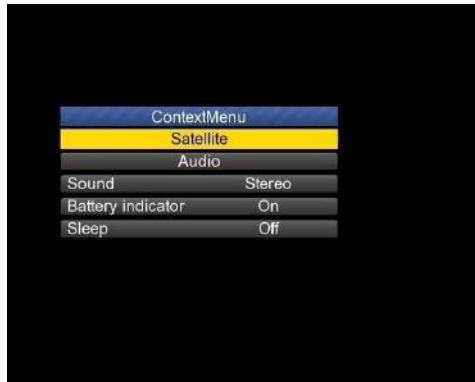 ContextMenu
Satellite
Audio
Sound Stereo
Battery indicator On
Sleep Off